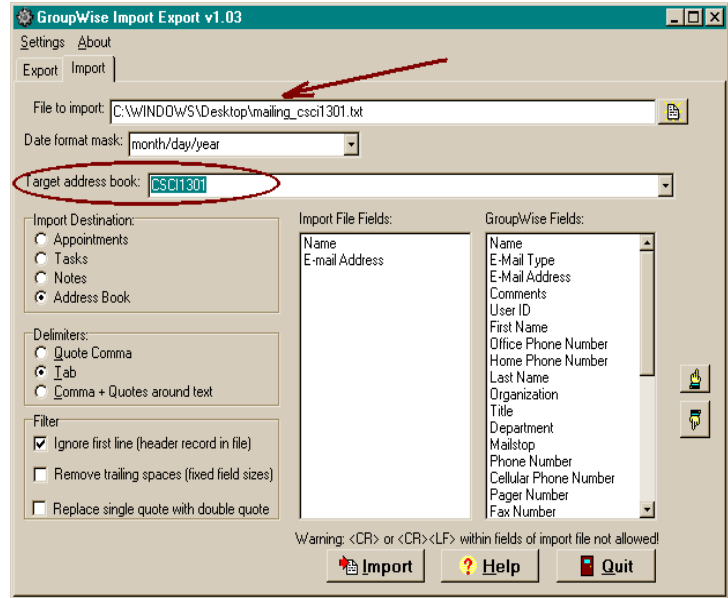 GroupWise Import Export v1.03
Settings About
Export Import
File to import: C:\WINDOWS\Desktop\mailing_csci1301.txt
Date format mask: month/day/year
Target address book: CSCI1301
Import Destination:
Appointments
Tasks
Notes
Address Book
Delimiters:
Quote Comma
Tab
Comma + Quotes around text
Filter
Ignore first line (header record in file)
Remove trailing spaces (fixed field sizes)
Replace single quote with double quote
Import File Fields:
Name
E-mail Address
GroupWise Fields:
Name
E-Mail Type
E-Mail Address
Comments
User ID
First Name
Office Phone Number
Home Phone Number
Last Name
Organization
Title
Department
Mailstop
Phone Number
Cellular Phone Number
Pager Number
Fax Number
Warning: <CR> or <CR><LF> within fields of import file not allowed!
Import ? Help Quit